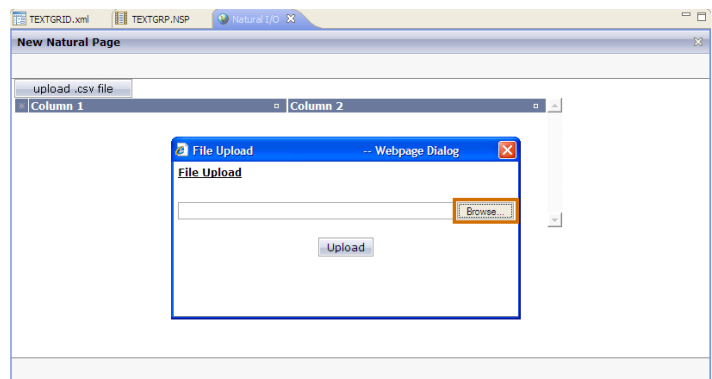 TEXTGRID.xml TEXTGRP.NSP Natural I/O
New Natural Page
upload .csv file
Column 1 Column 2
File Upload -- Webpage Dialog
File Upload
Browse...
Upload